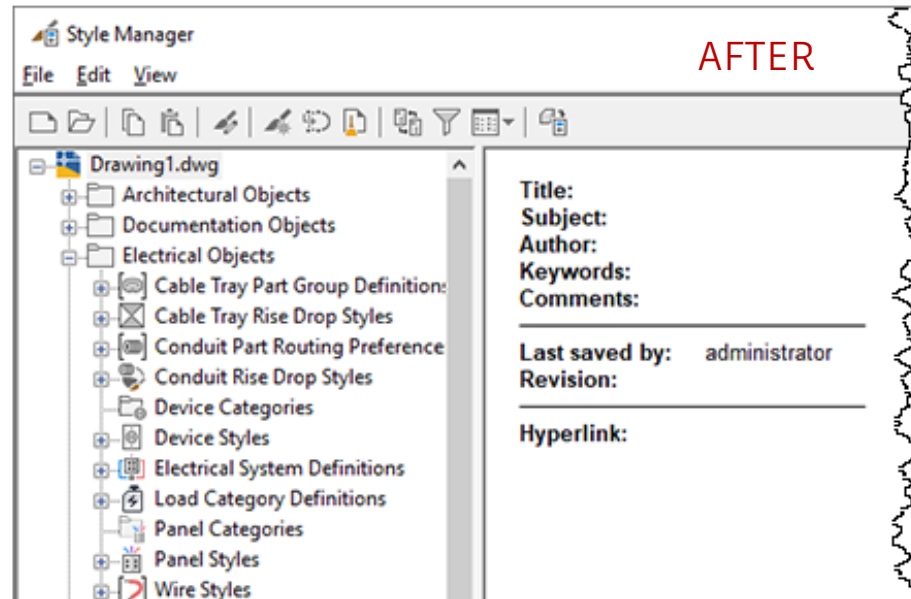 Style Manager
AFTER
File Edit View
Drawing1.dwg
Architectural Objects
Documentation Objects
Electrical Objects
Cable Tray Part Group Definitions
Cable Tray Rise Drop Styles
Conduit Part Routing Preference
Conduit Rise Drop Styles
Device Categories
Device Styles
Electrical System Definitions
Load Category Definitions
Panel Categories
Panel Styles
Wire Styles
Title:
Subject:
Author:
Keywords:
Comments:
Last saved by: administrator
Revision:
Hyperlink: